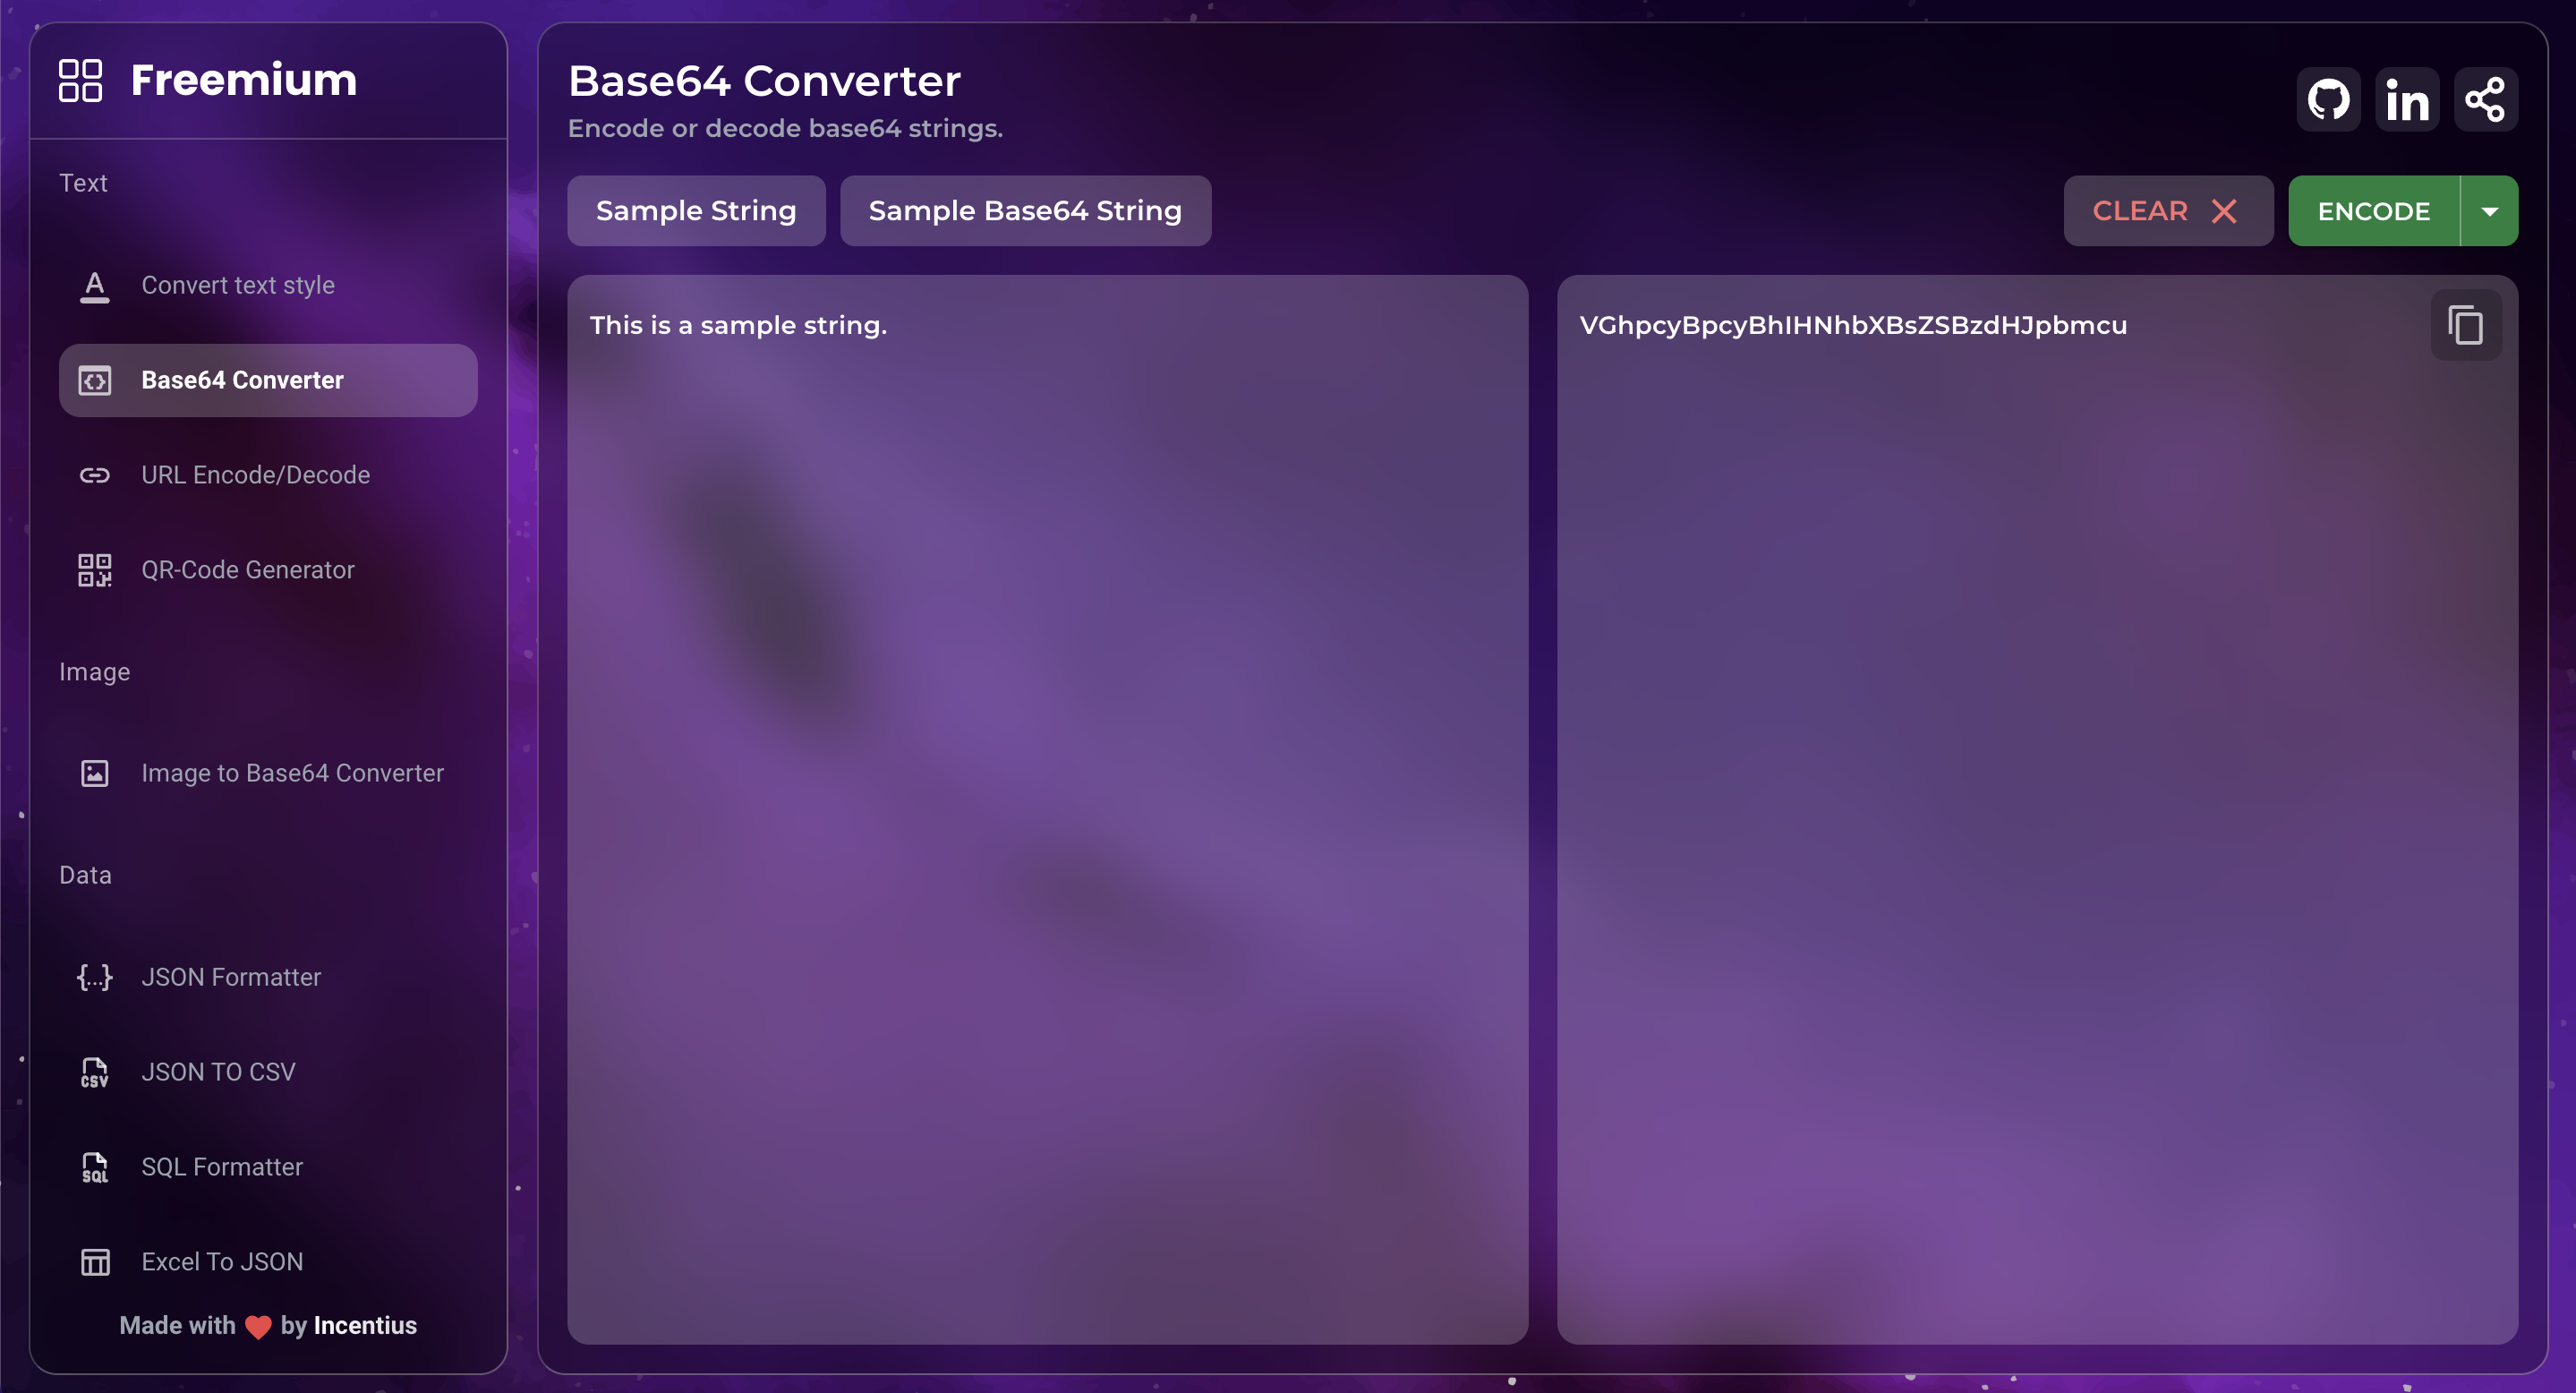 Freemium
Text
Convert text style
Base64 Converter
URL Encode/Decode
QR-Code Generator
Image
Image to Base64 Converter
Data
{...} JSON Formatter
CSV JSON TO CSV
SQL SQL Formatter
Excel To JSON
Made with ❤ by Incentius
Base64 Converter
Encode or decode base64 strings.
in
Sample String Sample Base64 String CLEAR ENCODE
This is a sample string.
VGhpcyBpcyBhIHNhbXBsZSBzdHJpbmcu